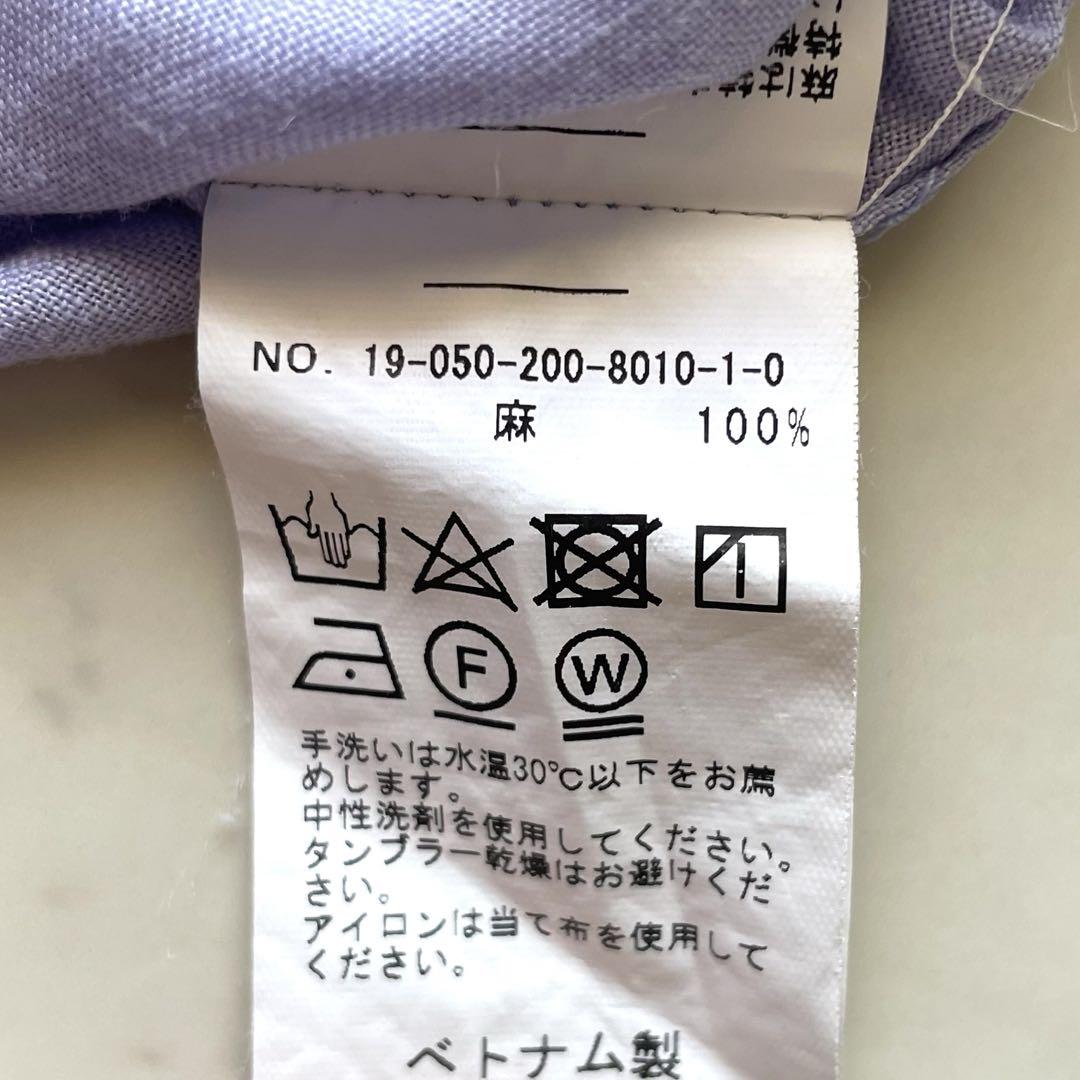 NO. 19-050-200-8010-1-0
麻 100%
F W
手洗いは水温30℃以下をお薦
めします。
中性洗剤を使用してください。
タンブラー乾燥はお避けくだ
さい。
アイロンは当て布を使用して
ください。
ベトナム製